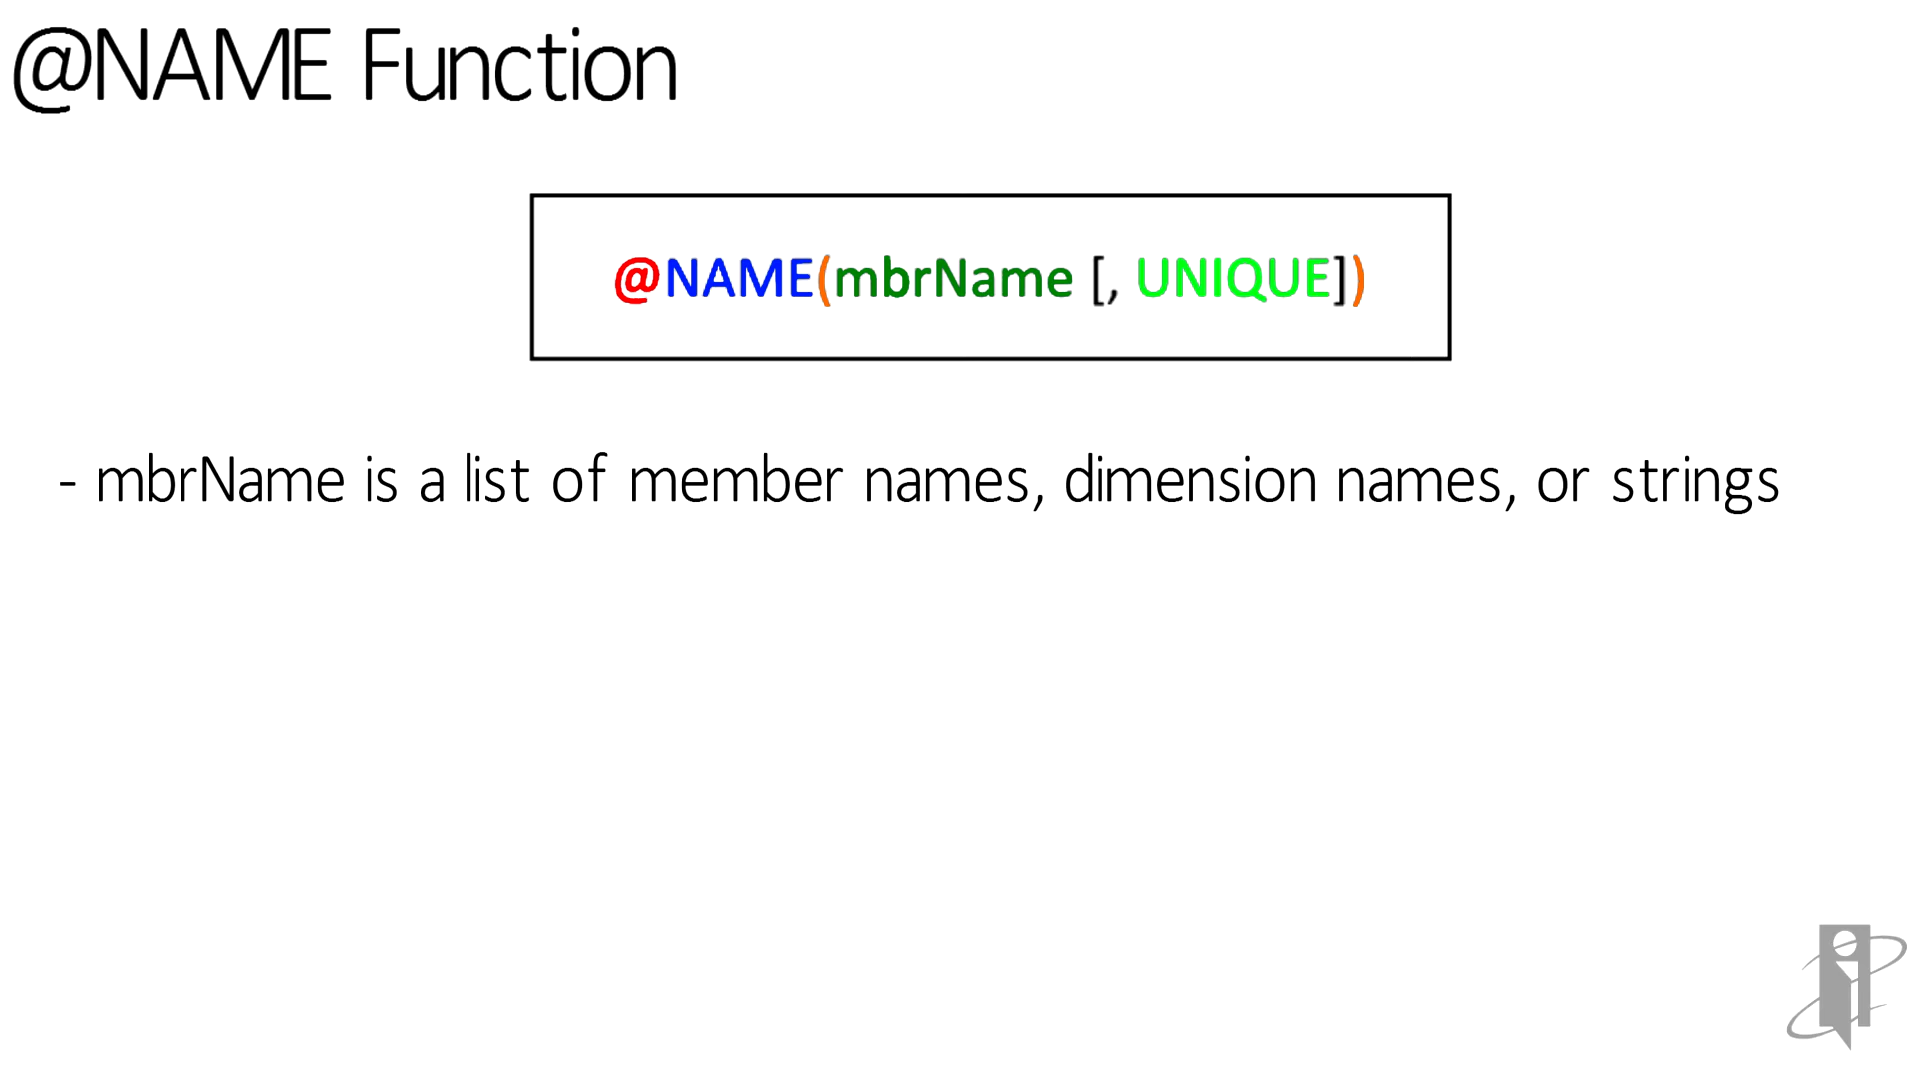 @NAME Function
@NAME(mbrName [, UNIQUE])
- mbrName is a list of member names, dimension names, or strings